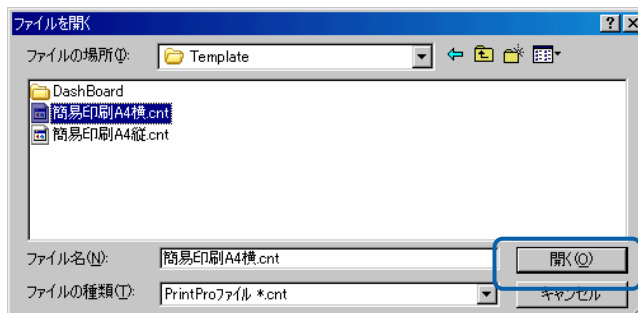 ファイルを開く
ファイルの場所(I):
Template
DashBoard
簡易印刷A4横.cnt
簡易印刷A4縦.cnt
ファイル名(N):
簡易印刷A4横.cnt
開く(O)
ファイルの種類(T):
PrintProファイル *.cnt
キャンセル